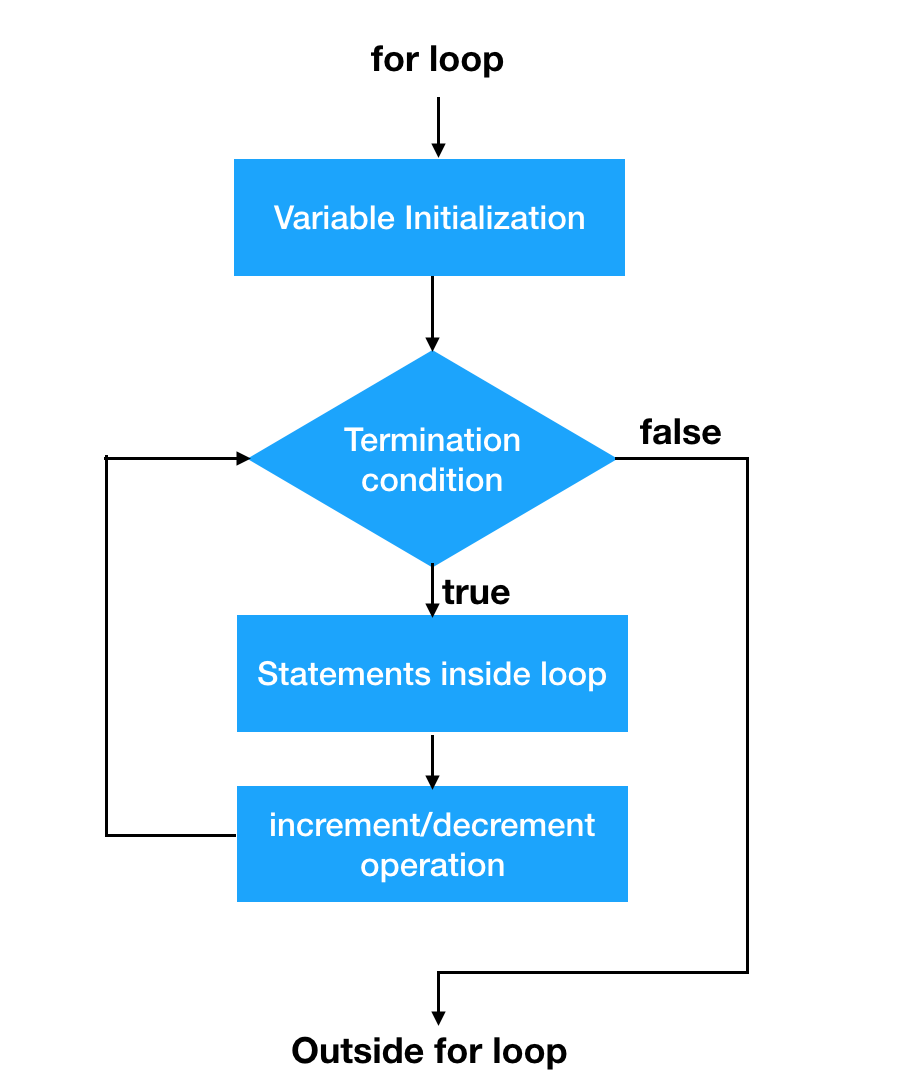 for loop
Variable Initialization
Termination
condition
false
true
Statements inside loop
increment/decrement
operation
Outside for loop